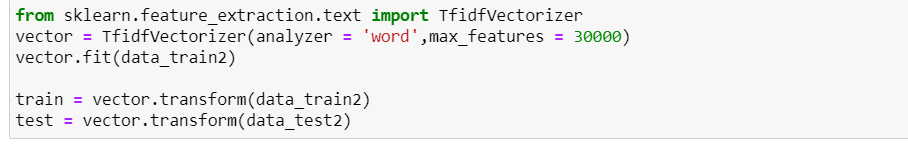 from sklearn.feature_extraction.text import TfidfVectorizer
vector = TfidfVectorizer(analyzer = 'word',max_features = 30000)
vector.fit(data_train2)

train = vector.transform(data_train2)
test = vector.transform(data_test2)